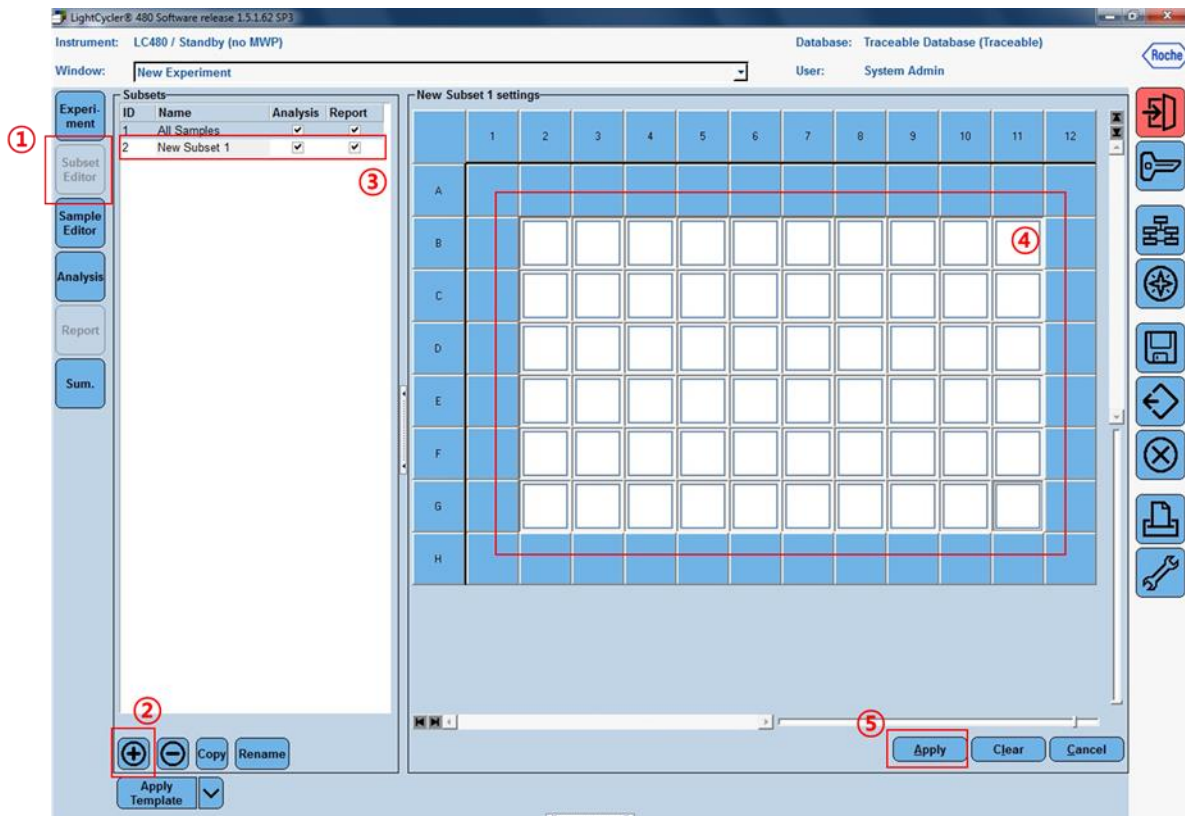 LightCycler® 480 Software release 1.5.1.62 SP3
Instrument: LC480 / Standby (no MWP) Database: Traceable Database (Traceable)
Roche
Window: New Experiment User: System Admin
Experi-
ment
①
Subset
Editor
Sample
Editor
Analysis
Report
Sum.
Subsets
ID Name Analysis Report
1 All Samples
2 New Subset 1
③
②
Copy Rename
Apply
Template
New Subset 1 settings
1 2 3 4 5 6 7 8 9 10 11 12
A
B
④
C
D
E
F
G
H
⑤
Apply Clear Cancel